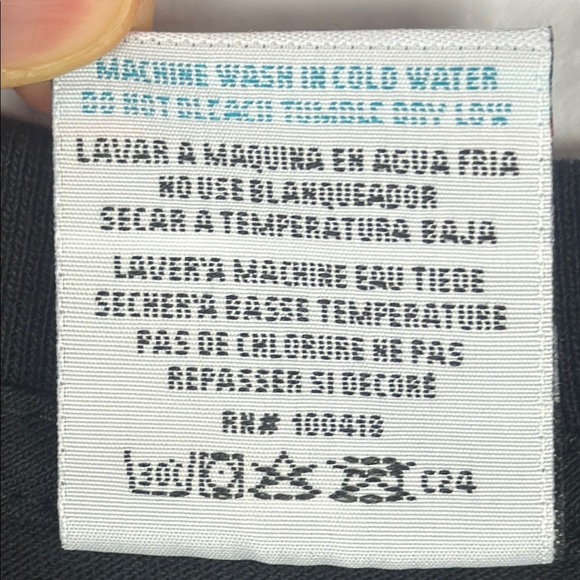 MACHINE WASH IN COLD WATER
DO NOT BLEACH TUMBLE DRY LOW
LAVAR A MAQUINA EN AGUA FRIA
NO USE BLANQUEADOR
SECAR A TEMPERATURA BAJA
LAVER'A MACHINE EAU TIEDE
SECHER'A BASSE TEMPERATURE
PAS DE CHLORURE NE PAS
REPASSER SI DECORÉ
RN# 100418
30°C C24